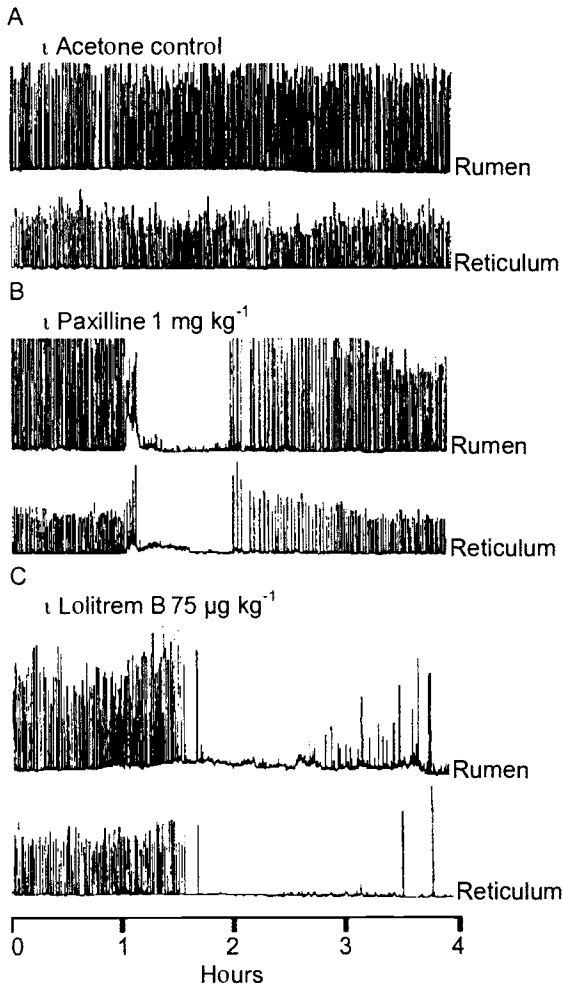 A
ι Acetone control
Rumen
Reticulum
B
ι Paxilline 1 mg kg⁻¹
Rumen
Reticulum
C
ι Lolitrem B 75 µg kg⁻¹
Rumen
Reticulum
0 1 2 3 4
Hours